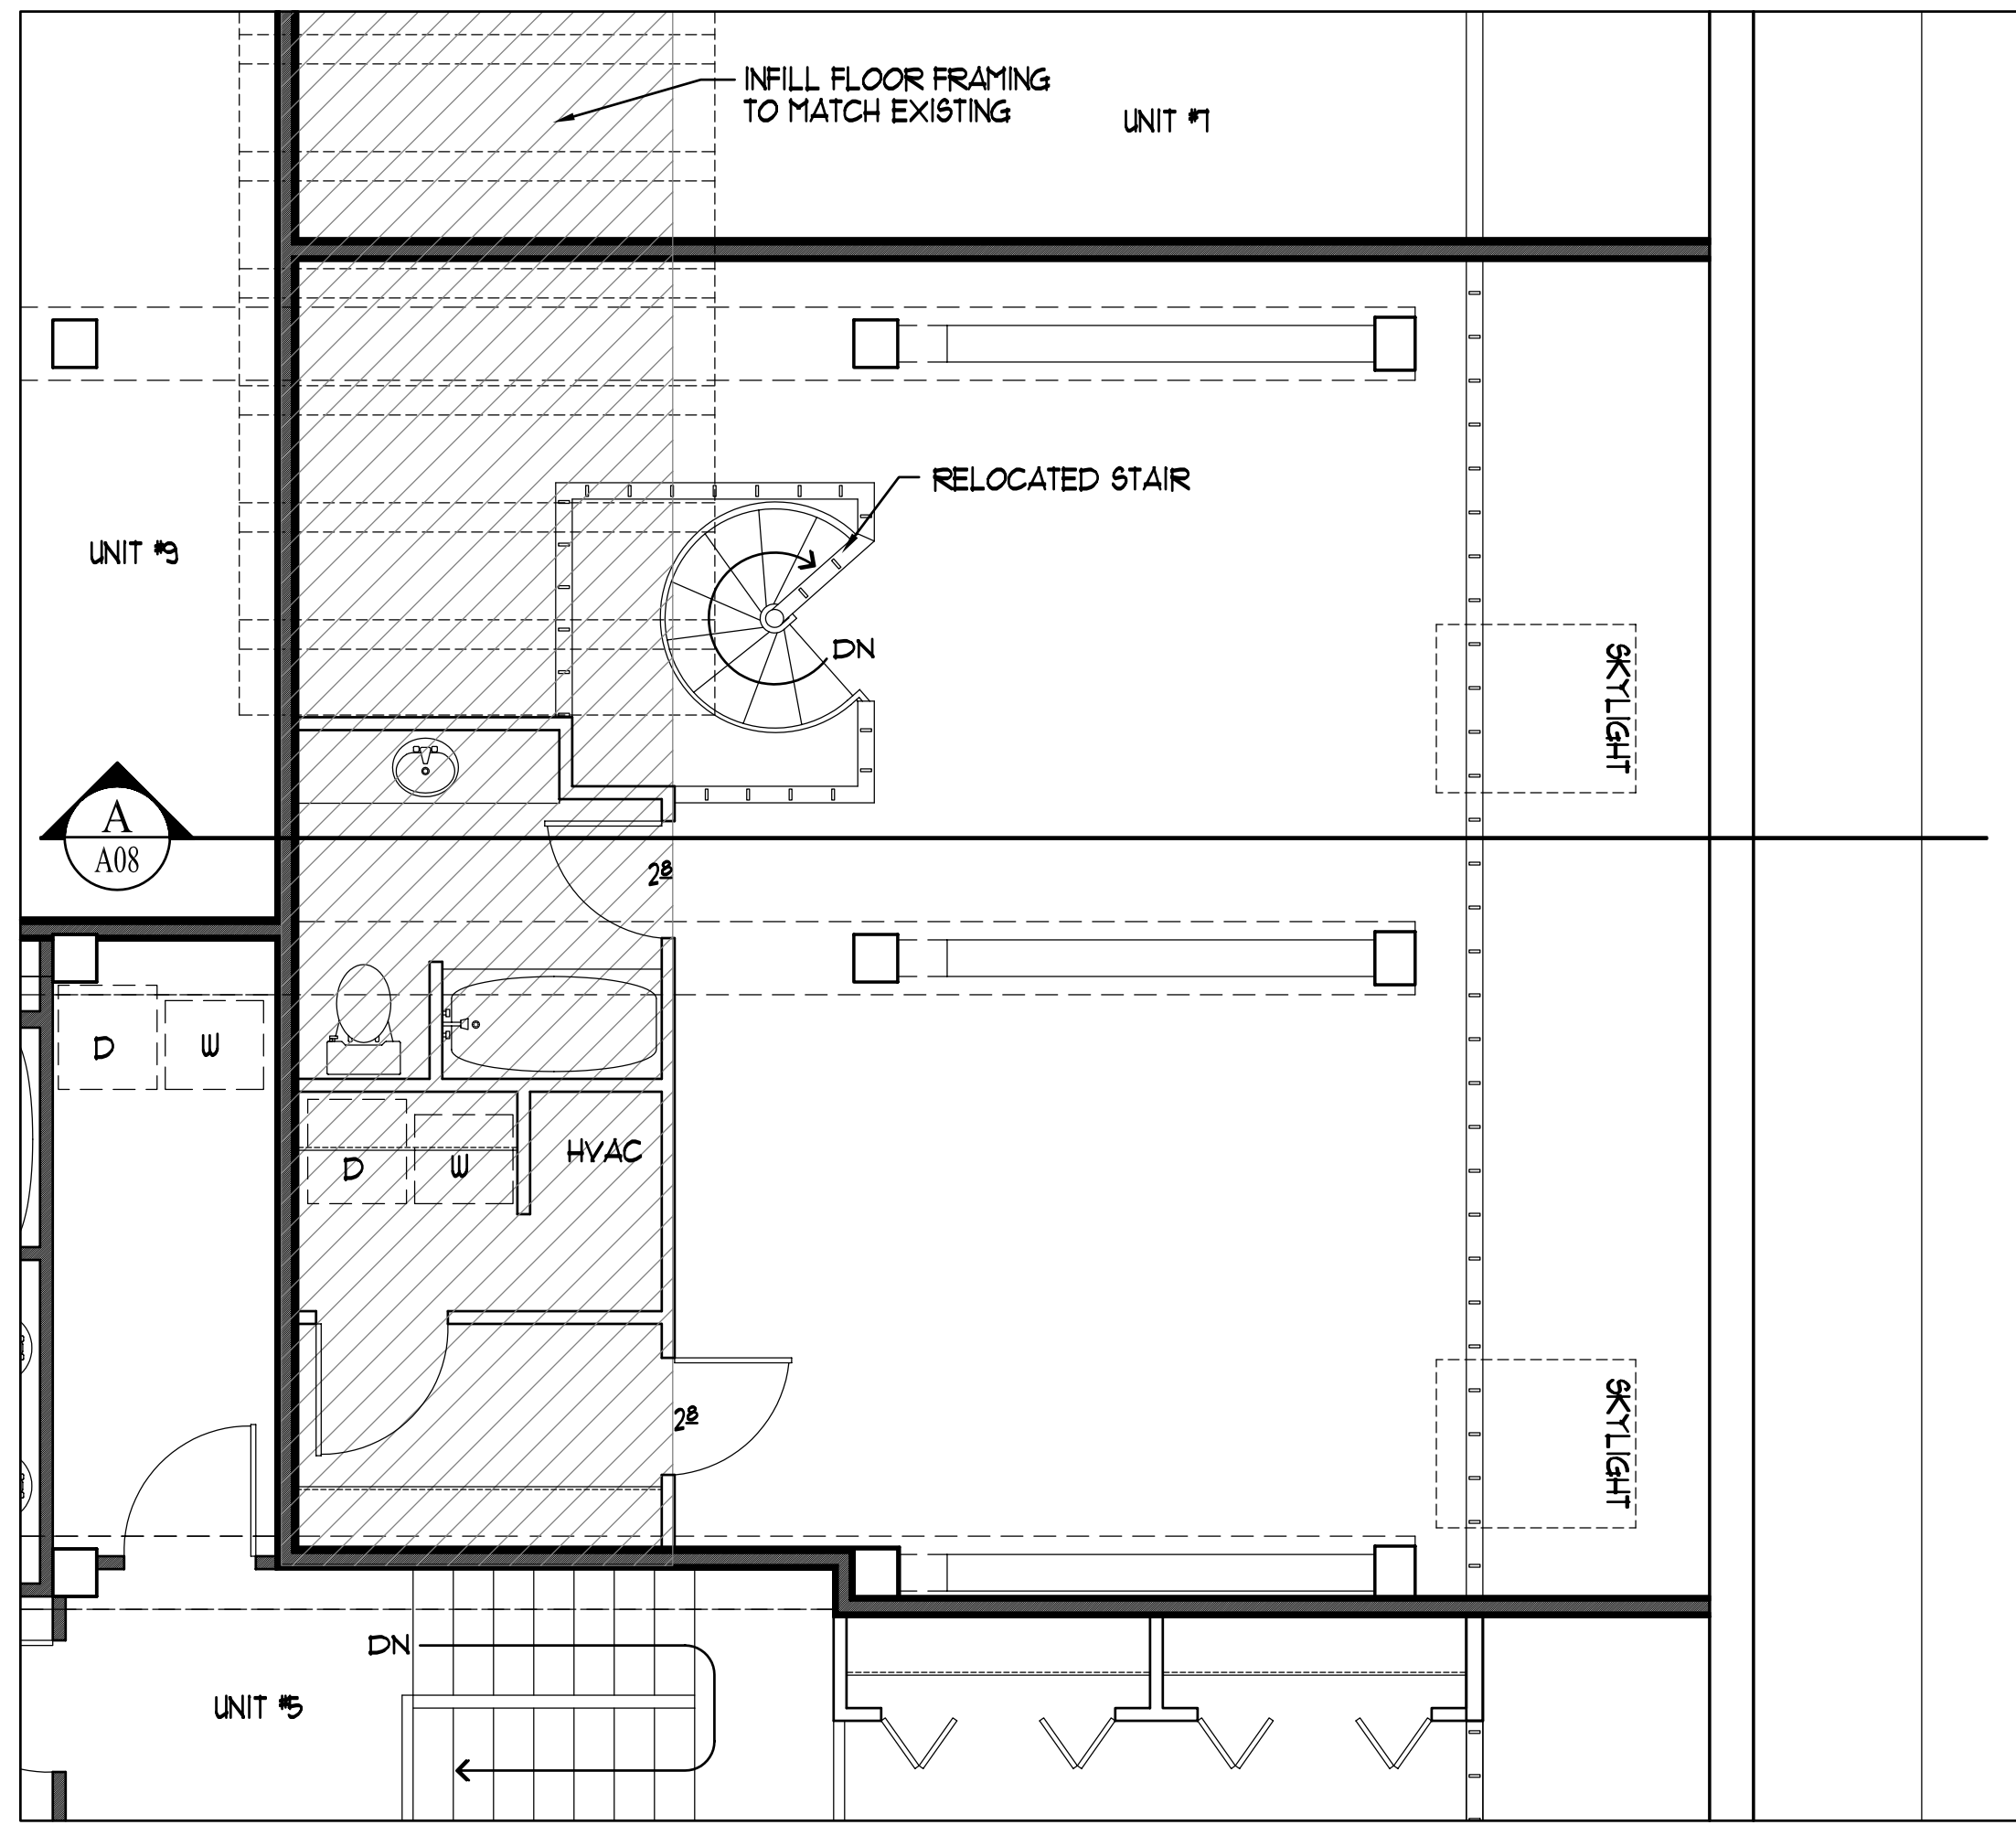 INFILL FLOOR FRAMING
TO MATCH EXISTING
UNIT #7
RELOCATED STAIR
UNIT #9
DN
SKYLIGHT
A
A08
28
D
W
D
W
HVAC
28
SKYLIGHT
DN
UNIT #5